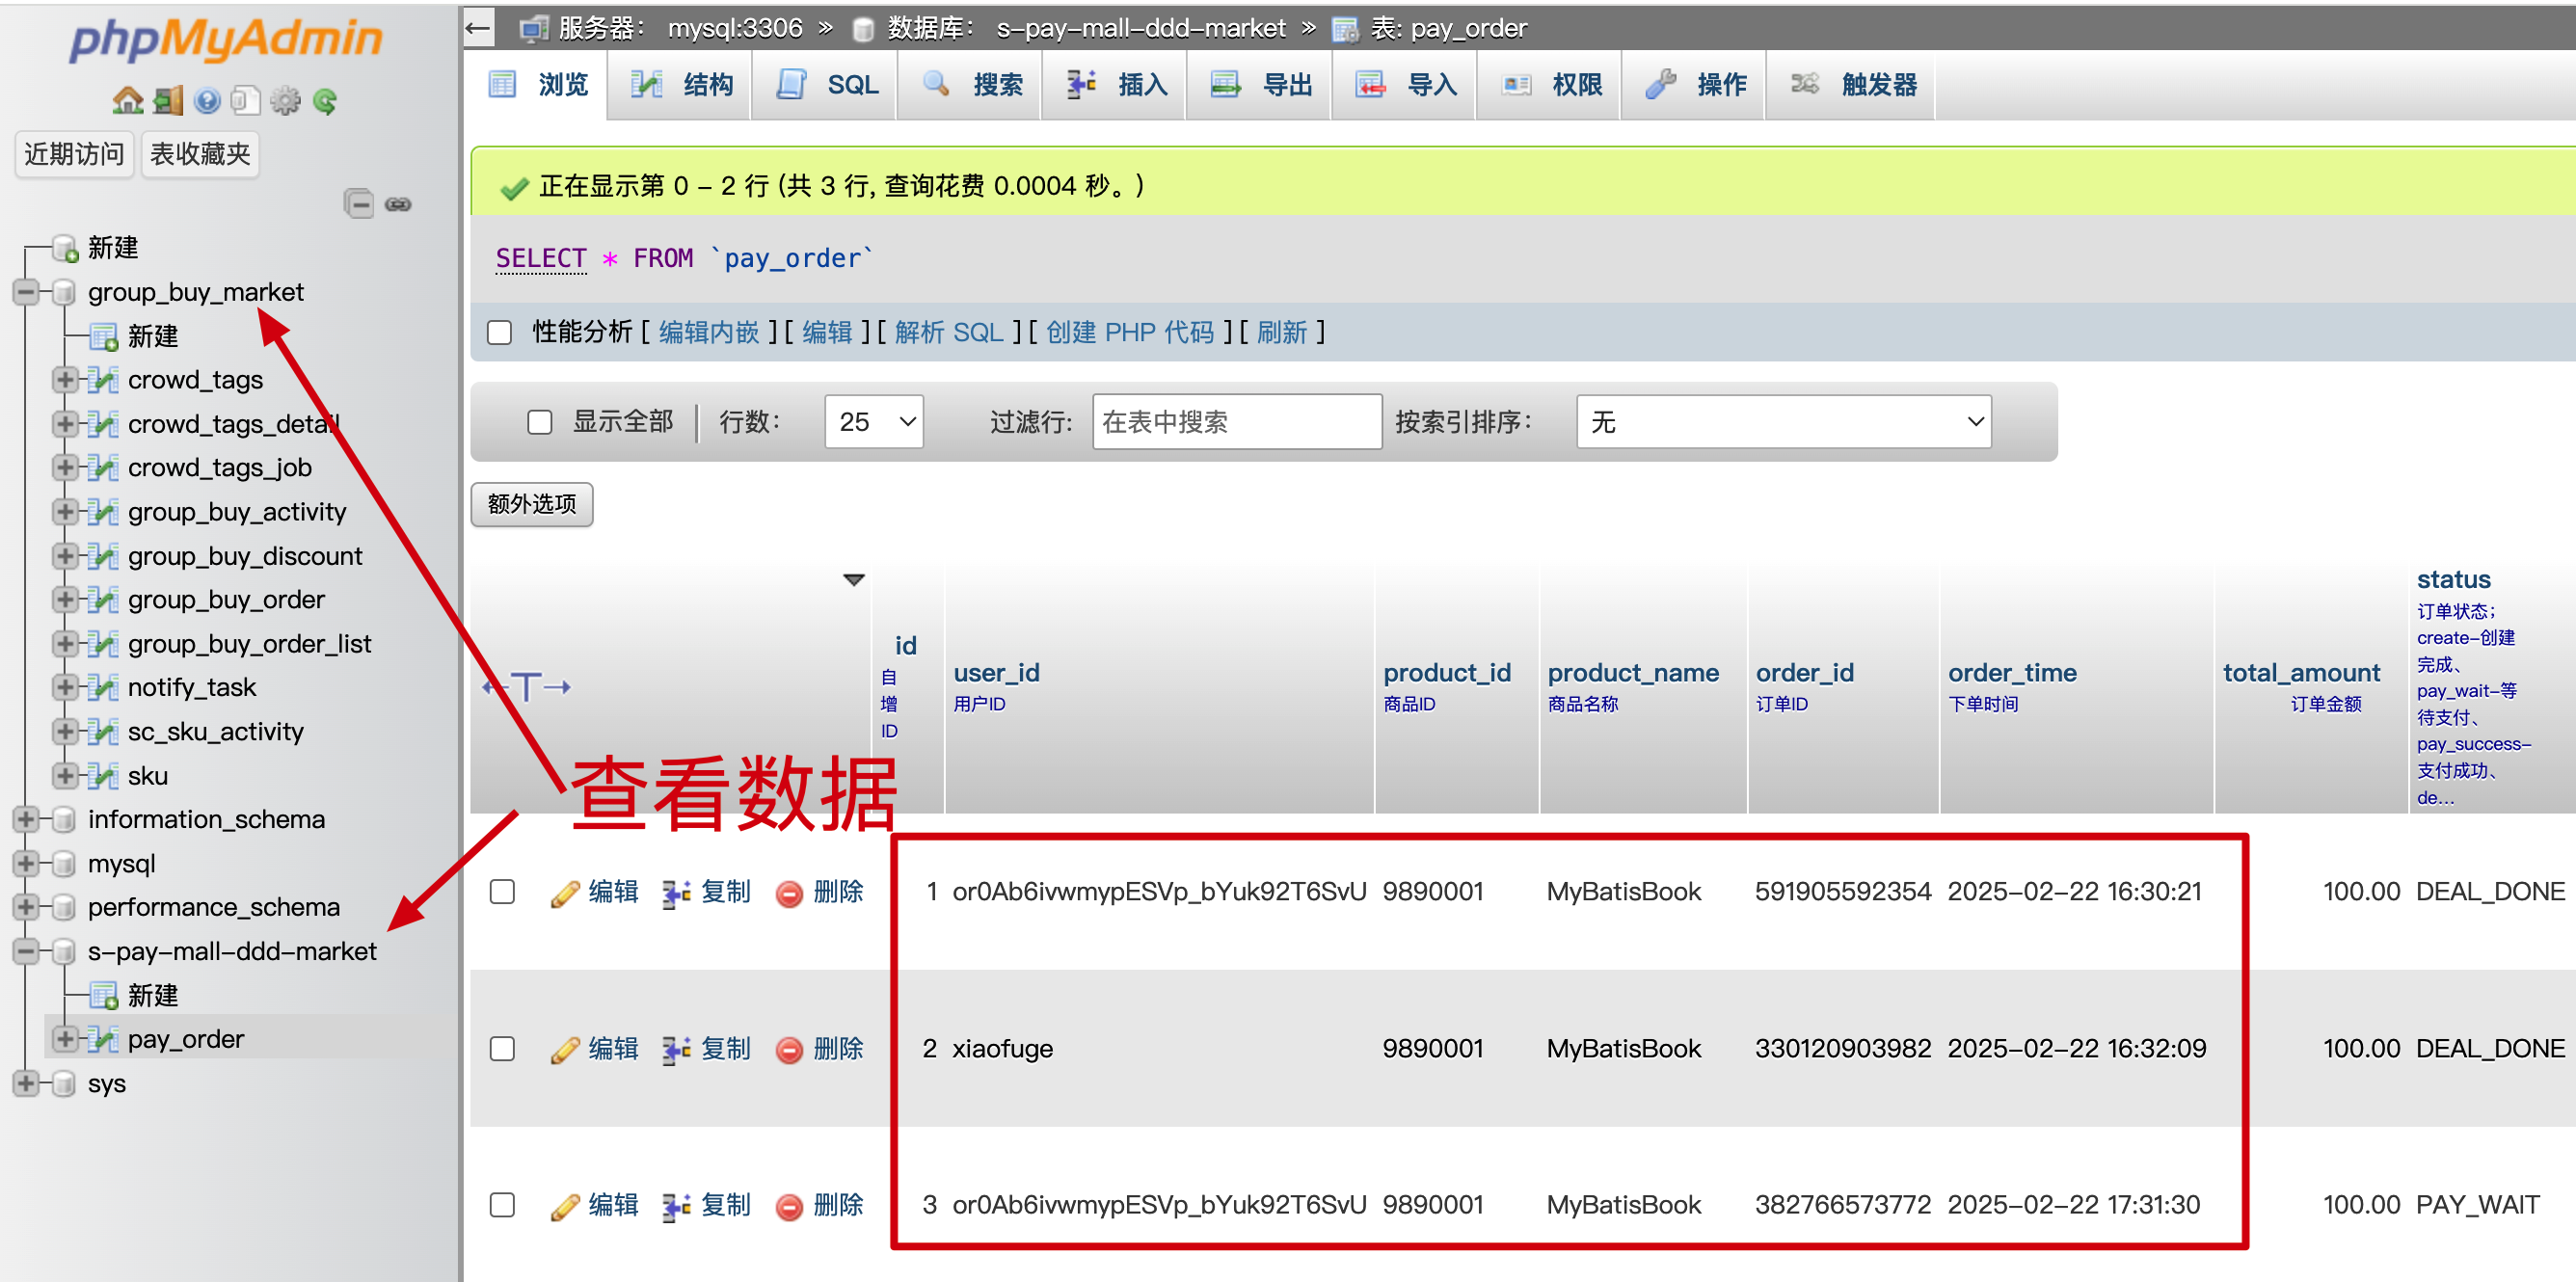 phpMyAdmin
近期访问 表收藏夹
新建
group_buy_market
新建
crowd_tags
crowd_tags_detail
crowd_tags_job
group_buy_activity
group_buy_discount
group_buy_order
group_buy_order_list
notify_task
sc_sku_activity
sku
information_schema
mysql
performance_schema
s-pay-mall-ddd-market
新建
pay_order
sys
服务器： mysql:3306 » 数据库： s-pay-mall-ddd-market » 表: pay_order
浏览 结构 SQL 搜索 插入 导出 导入 权限 操作 触发器
正在显示第 0 - 2 行 (共 3 行, 查询花费 0.0004 秒。)
SELECT * FROM `pay_order`
性能分析 [ 编辑内嵌 ] [ 编辑 ] [ 解析 SQL ] [ 创建 PHP 代码 ] [ 刷新 ]
显示全部 行数： 25 过滤行: 在表中搜索 按索引排序： 无
额外选项
←T→
id
自
增
ID
user_id
用户ID
product_id
商品ID
product_name
商品名称
order_id
订单ID
order_time
下单时间
total_amount
订单金额
status
订单状态；
create-创建
完成、
pay_wait-等
待支付、
pay_success-
支付成功、
de...
查看数据
编辑 复制 删除 1 or0Ab6ivwmypESVp_bYuk92T6SvU 9890001 MyBatisBook 591905592354 2025-02-22 16:30:21 100.00 DEAL_DONE
编辑 复制 删除 2 xiaofuge 9890001 MyBatisBook 330120903982 2025-02-22 16:32:09 100.00 DEAL_DONE
编辑 复制 删除 3 or0Ab6ivwmypESVp_bYuk92T6SvU 9890001 MyBatisBook 382766573772 2025-02-22 17:31:30 100.00 PAY_WAIT